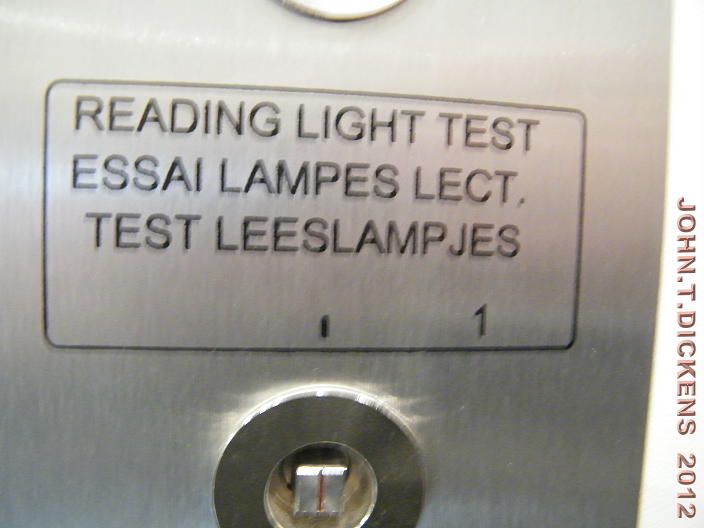 READING LIGHT TEST
ESSAI LAMPES LECT.
TEST LEESLAMPJES
1
JOHN.T.DICKENS 2012